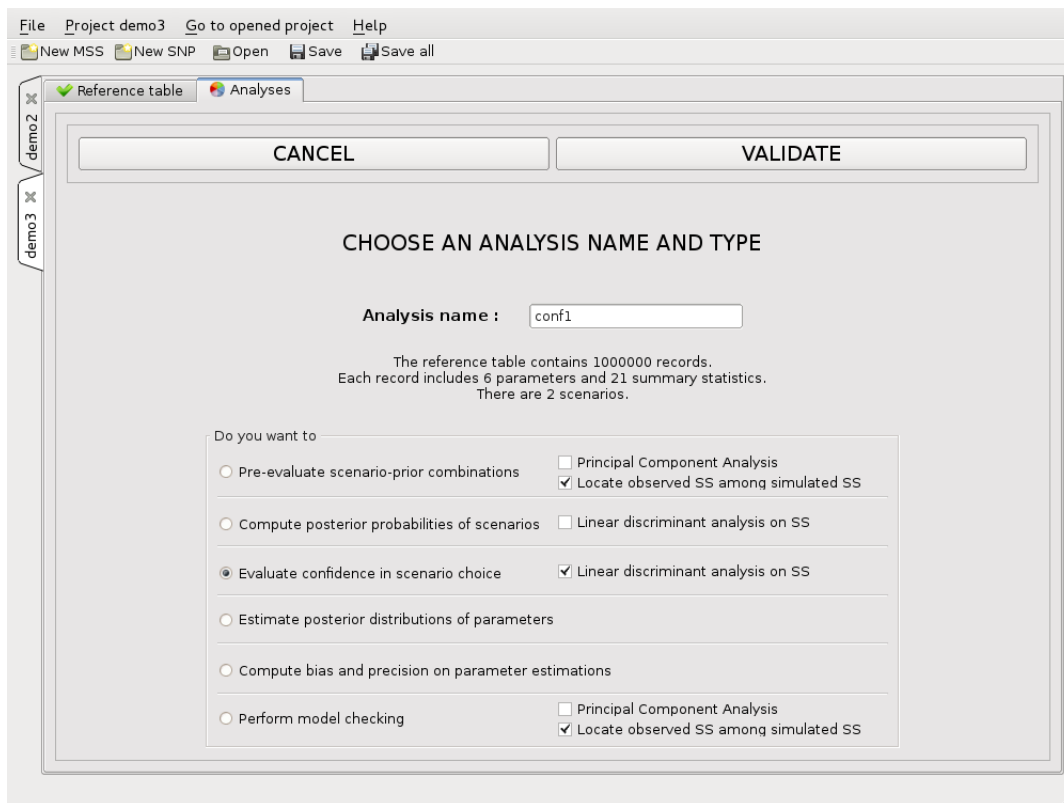 File Project demo3 Go to opened project Help
New MSS New SNP Open Save Save all
Reference table Analyses
demo2
demo3
CANCEL VALIDATE
CHOOSE AN ANALYSIS NAME AND TYPE
Analysis name : conf1
The reference table contains 1000000 records.
Each record includes 6 parameters and 21 summary statistics.
There are 2 scenarios.
Do you want to
Pre-evaluate scenario-prior combinations
Principal Component Analysis
Locate observed SS among simulated SS
Compute posterior probabilities of scenarios Linear discriminant analysis on SS
Evaluate confidence in scenario choice Linear discriminant analysis on SS
Estimate posterior distributions of parameters
Compute bias and precision on parameter estimations
Perform model checking
Principal Component Analysis
Locate observed SS among simulated SS